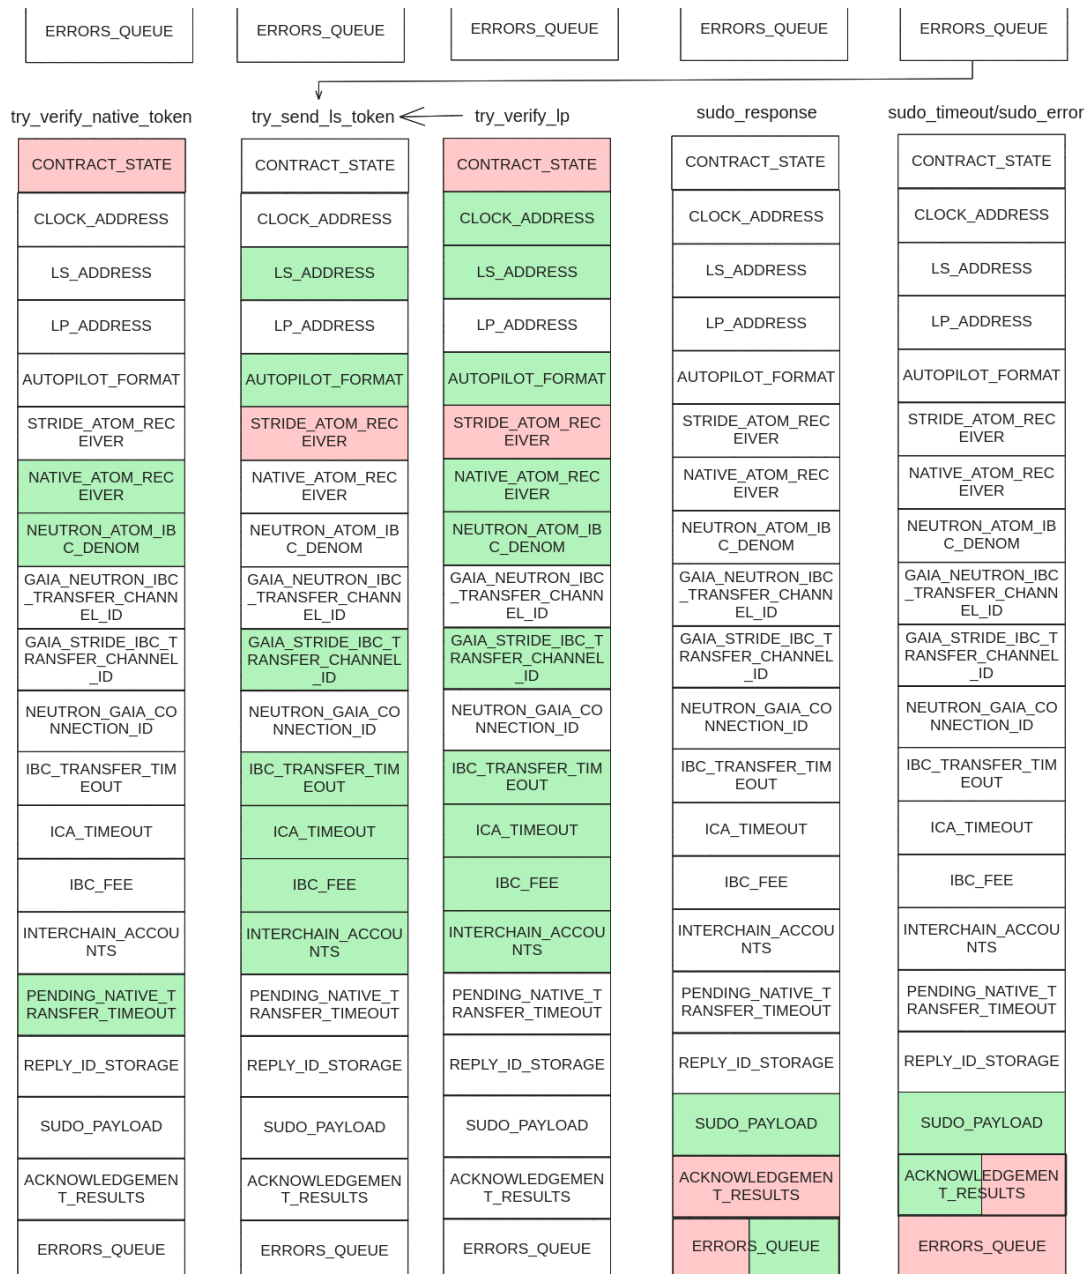 ERRORS_QUEUE
ERRORS_QUEUE
ERRORS_QUEUE
ERRORS_QUEUE
ERRORS_QUEUE
try_verify_native_token
CONTRACT_STATE
CLOCK_ADDRESS
LS_ADDRESS
LP_ADDRESS
AUTOPILOT_FORMAT
STRIDE_ATOM_REC
EIVER
NATIVE_ATOM_REC
EIVER
NEUTRON_ATOM_IB
C_DENOM
GAIA_NEUTRON_IBC
_TRANSFER_CHANN
EL_ID
GAIA_STRIDE_IBC_T
RANSFER_CHANNEL
_ID
NEUTRON_GAIA_CO
NNECTION_ID
IBC_TRANSFER_TIM
EOUT
ICA_TIMEOUT
IBC_FEE
INTERCHAIN_ACCOU
NTS
PENDING_NATIVE_T
RANSFER_TIMEOUT
REPLY_ID_STORAGE
SUDO_PAYLOAD
ACKNOWLEDGEMEN
T_RESULTS
ERRORS_QUEUE
try_send_ls_token
CONTRACT_STATE
CLOCK_ADDRESS
LS_ADDRESS
LP_ADDRESS
AUTOPILOT_FORMAT
STRIDE_ATOM_REC
EIVER
NATIVE_ATOM_REC
EIVER
NEUTRON_ATOM_IB
C_DENOM
GAIA_NEUTRON_IBC
_TRANSFER_CHANN
EL_ID
GAIA_STRIDE_IBC_T
RANSFER_CHANNEL
_ID
NEUTRON_GAIA_CO
NNECTION_ID
IBC_TRANSFER_TIM
EOUT
ICA_TIMEOUT
IBC_FEE
INTERCHAIN_ACCOU
NTS
PENDING_NATIVE_T
RANSFER_TIMEOUT
REPLY_ID_STORAGE
SUDO_PAYLOAD
ACKNOWLEDGEMEN
T_RESULTS
ERRORS_QUEUE
try_verify_lp
CONTRACT_STATE
CLOCK_ADDRESS
LS_ADDRESS
LP_ADDRESS
AUTOPILOT_FORMAT
STRIDE_ATOM_REC
EIVER
NATIVE_ATOM_REC
EIVER
NEUTRON_ATOM_IB
C_DENOM
GAIA_NEUTRON_IBC
_TRANSFER_CHANN
EL_ID
GAIA_STRIDE_IBC_T
RANSFER_CHANNEL
_ID
NEUTRON_GAIA_CO
NNECTION_ID
IBC_TRANSFER_TIM
EOUT
ICA_TIMEOUT
IBC_FEE
INTERCHAIN_ACCOU
NTS
PENDING_NATIVE_T
RANSFER_TIMEOUT
REPLY_ID_STORAGE
SUDO_PAYLOAD
ACKNOWLEDGEMEN
T_RESULTS
ERRORS_QUEUE
sudo_response
CONTRACT_STATE
CLOCK_ADDRESS
LS_ADDRESS
LP_ADDRESS
AUTOPILOT_FORMAT
STRIDE_ATOM_REC
EIVER
NATIVE_ATOM_REC
EIVER
NEUTRON_ATOM_IB
C_DENOM
GAIA_NEUTRON_IBC
_TRANSFER_CHANN
EL_ID
GAIA_STRIDE_IBC_T
RANSFER_CHANNEL
_ID
NEUTRON_GAIA_CO
NNECTION_ID
IBC_TRANSFER_TIM
EOUT
ICA_TIMEOUT
IBC_FEE
INTERCHAIN_ACCOU
NTS
PENDING_NATIVE_T
RANSFER_TIMEOUT
REPLY_ID_STORAGE
SUDO_PAYLOAD
ACKNOWLEDGEMEN
T_RESULTS
ERRORS_QUEUE
sudo_timeout/sudo_error
CONTRACT_STATE
CLOCK_ADDRESS
LS_ADDRESS
LP_ADDRESS
AUTOPILOT_FORMAT
STRIDE_ATOM_REC
EIVER
NATIVE_ATOM_REC
EIVER
NEUTRON_ATOM_IB
C_DENOM
GAIA_NEUTRON_IBC
_TRANSFER_CHANN
EL_ID
GAIA_STRIDE_IBC_T
RANSFER_CHANNEL
_ID
NEUTRON_GAIA_CO
NNECTION_ID
IBC_TRANSFER_TIM
EOUT
ICA_TIMEOUT
IBC_FEE
INTERCHAIN_ACCOU
NTS
PENDING_NATIVE_T
RANSFER_TIMEOUT
REPLY_ID_STORAGE
SUDO_PAYLOAD
ACKNOWLEDGEMEN
T_RESULTS
ERRORS_QUEUE